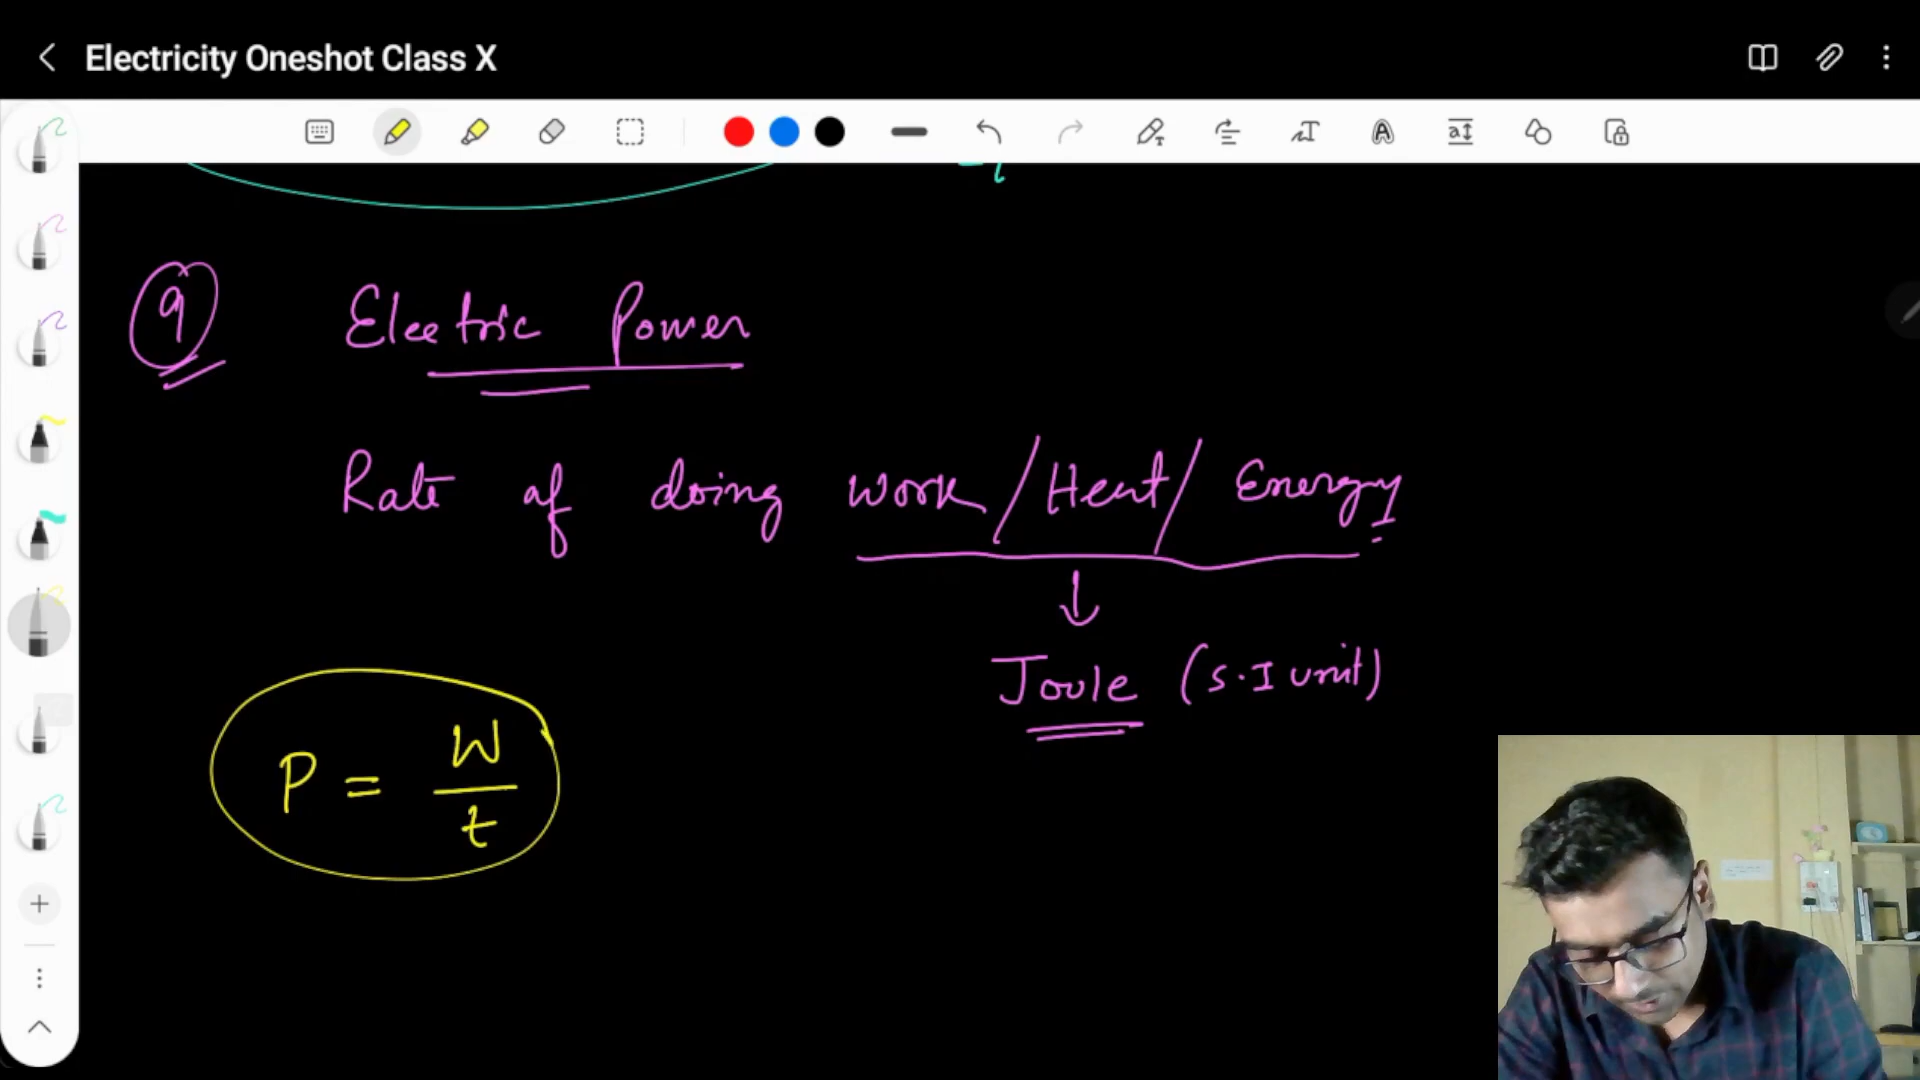 Electricity Oneshot Class X
9 Electric Power
Rate of doing work/Heat/Energy
↓
Joule (S.I unit)
P = W/t